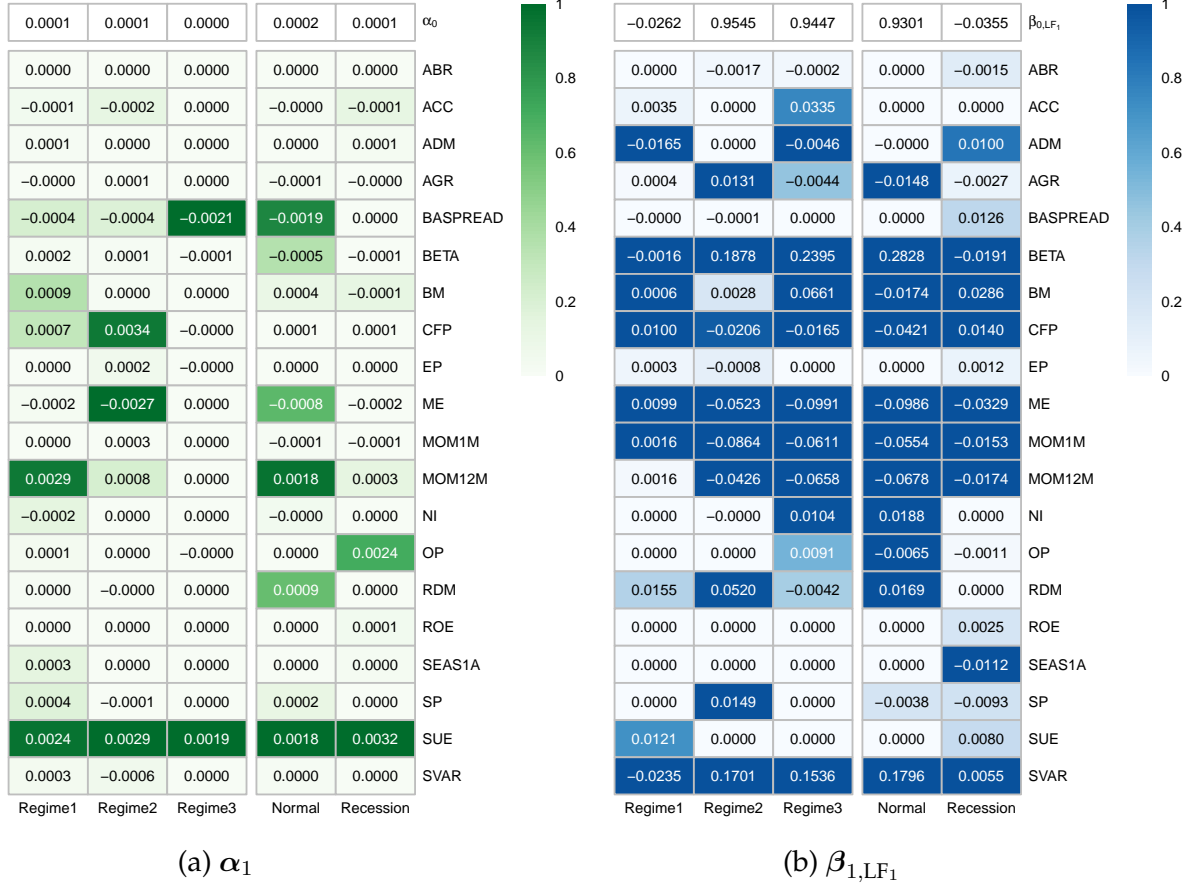 0.0001 0.0001 0.0000 0.0002 0.0001 α0 1 −0.0262 0.9545 0.9447 0.9301 −0.0355 β0,LF1 1
0.0000 0.0000 0.0000 0.0000 0.0000 ABR 0.0000 −0.0017 −0.0002 0.0000 −0.0015 ABR
−0.0001 −0.0002 0.0000 −0.0000 −0.0001 ACC 0.8 0.0035 0.0000 0.0335 0.0000 0.0000 ACC 0.8
0.0001 0.0000 0.0000 0.0000 0.0001 ADM 0.6 −0.0165 0.0000 −0.0046 −0.0000 0.0100 ADM 0.6
−0.0000 0.0001 0.0000 −0.0001 −0.0000 AGR 0.0004 0.0131 −0.0044 −0.0148 −0.0027 AGR
−0.0004 −0.0004 −0.0021 −0.0019 0.0000 BASPREAD 0.4 −0.0000 −0.0001 0.0000 0.0000 0.0126 BASPREAD 0.4
0.0002 0.0001 −0.0001 −0.0005 −0.0001 BETA −0.0016 0.1878 0.2395 0.2828 −0.0191 BETA
0.0009 0.0000 0.0000 0.0004 −0.0001 BM 0.2 0.0006 0.0028 0.0661 −0.0174 0.0286 BM 0.2
0.0007 0.0034 −0.0000 0.0001 0.0001 CFP 0.0100 −0.0206 −0.0165 −0.0421 0.0140 CFP
0.0000 0.0002 −0.0000 0.0000 0.0000 EP 0 0.0003 −0.0008 0.0000 0.0000 0.0012 EP 0
−0.0002 −0.0027 0.0000 −0.0008 −0.0002 ME 0.0099 −0.0523 −0.0991 −0.0986 −0.0329 ME
0.0000 0.0003 0.0000 −0.0001 −0.0001 MOM1M 0.0016 −0.0864 −0.0611 −0.0554 −0.0153 MOM1M
0.0029 0.0008 0.0000 0.0018 0.0003 MOM12M 0.0016 −0.0426 −0.0658 −0.0678 −0.0174 MOM12M
−0.0002 0.0000 0.0000 −0.0000 0.0000 NI 0.0000 −0.0000 0.0104 0.0188 0.0000 NI
0.0001 0.0000 −0.0000 0.0000 0.0024 OP 0.0000 0.0000 0.0091 −0.0065 −0.0011 OP
0.0000 −0.0000 0.0000 0.0009 0.0000 RDM 0.0155 0.0520 −0.0042 0.0169 0.0000 RDM
0.0000 0.0000 0.0000 0.0000 0.0001 ROE 0.0000 0.0000 0.0000 0.0000 0.0025 ROE
0.0003 0.0000 0.0000 0.0000 0.0000 SEAS1A 0.0000 0.0000 0.0000 0.0000 −0.0112 SEAS1A
0.0004 −0.0001 0.0000 0.0002 0.0000 SP 0.0000 0.0149 0.0000 −0.0038 −0.0093 SP
0.0024 0.0029 0.0019 0.0018 0.0032 SUE 0.0121 0.0000 0.0000 0.0000 0.0080 SUE
0.0003 −0.0006 0.0000 0.0000 0.0000 SVAR −0.0235 0.1701 0.1536 0.1796 0.0055 SVAR
Regime1 Regime2 Regime3 Normal Recession Regime1 Regime2 Regime3 Normal Recession
(a) α1 (b) β1,LF1